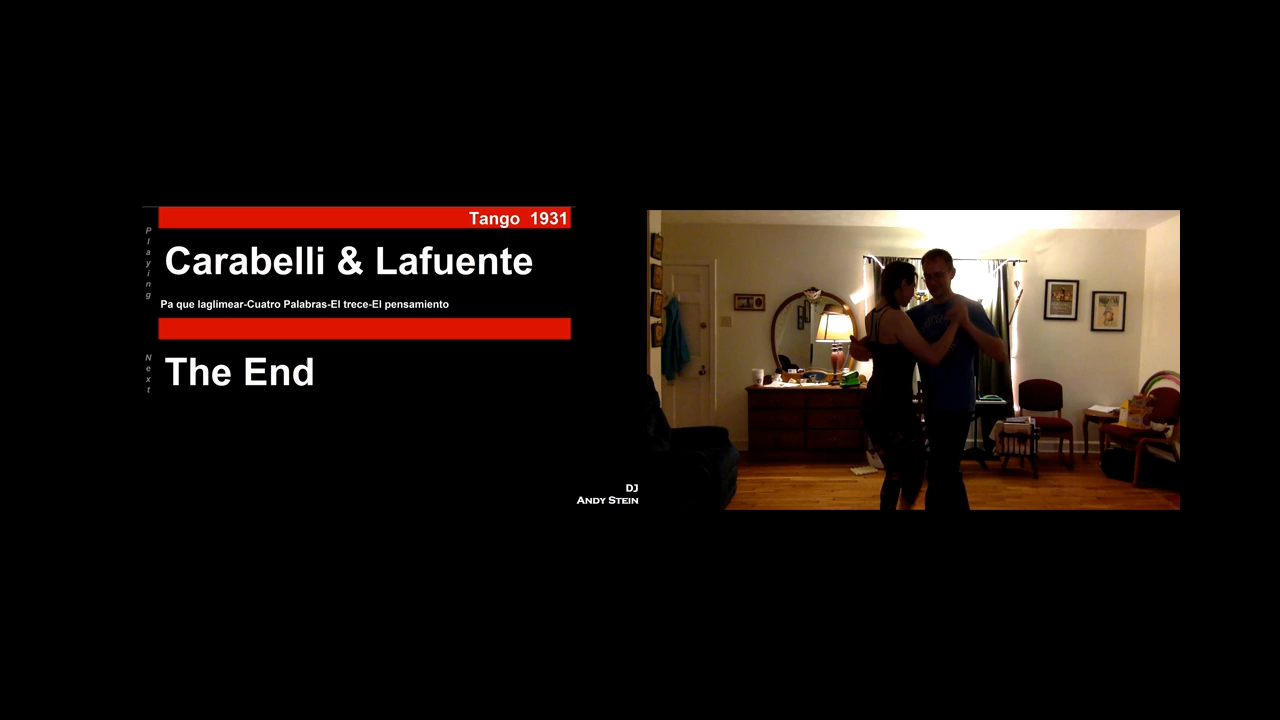 Tango 1931
Playing
Carabelli & Lafuente
Pa que laglimear-Cuatro Palabras-El trece-El pensamiento
Next
The End
DJ
Andy Stein